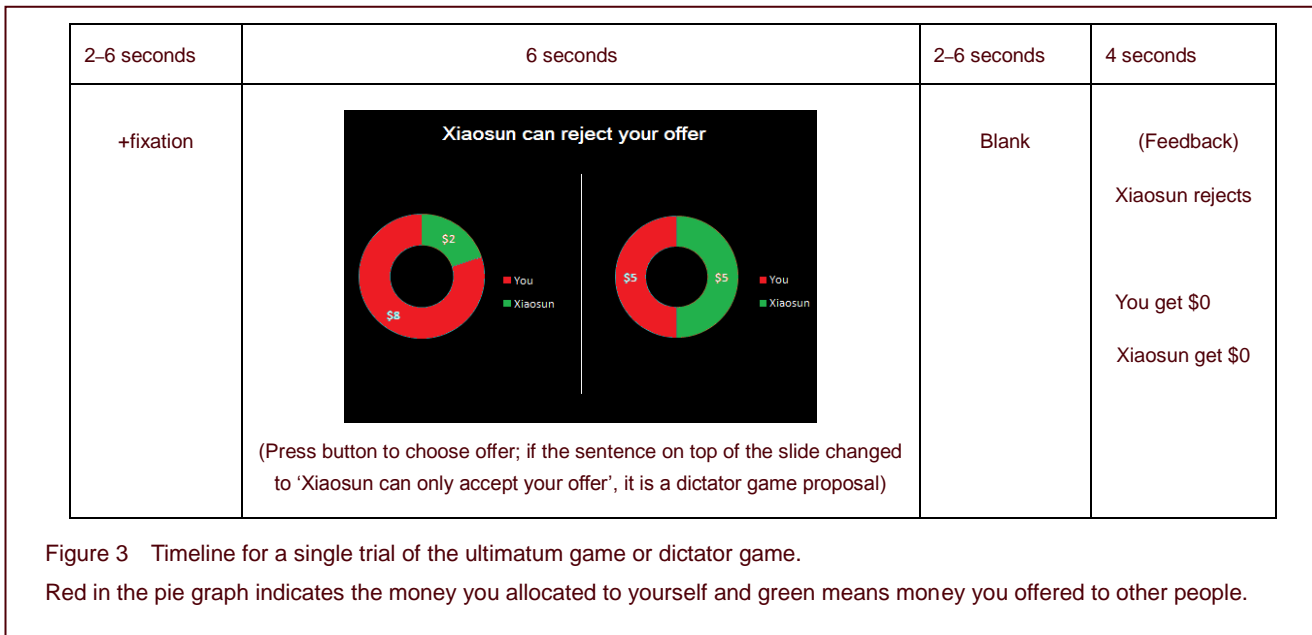 2–6 seconds
6 seconds
2–6 seconds
4 seconds
+fixation
Xiaosun can reject your offer
$2
$8
You
Xiaosun
$5
$5
You
Xiaosun
(Press button to choose offer; if the sentence on top of the slide changed
to ‘Xiaosun can only accept your offer’, it is a dictator game proposal)
Blank
(Feedback)
Xiaosun rejects
You get $0
Xiaosun get $0
Figure 3 Timeline for a single trial of the ultimatum game or dictator game.
Red in the pie graph indicates the money you allocated to yourself and green means money you offered to other people.